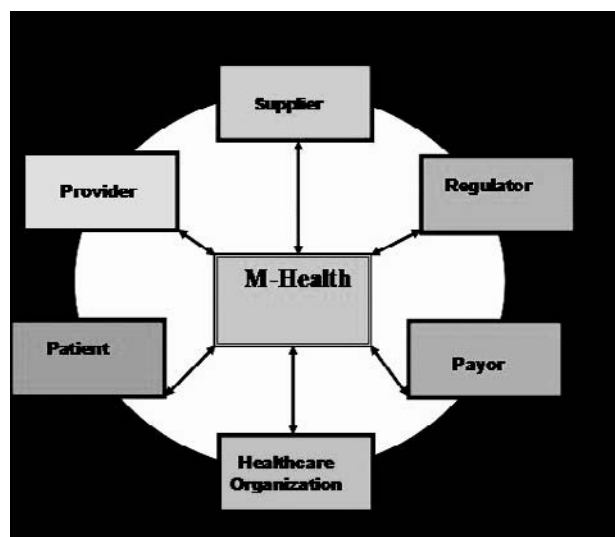 Supplier
Provider
Regulator
M-Health
Patient
Payor
Healthcare
Organization